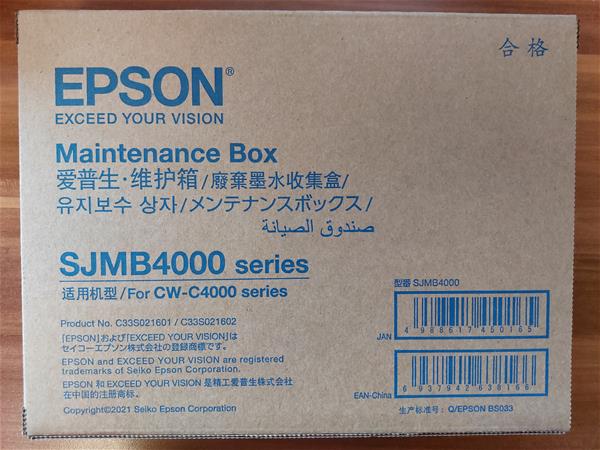 合格
EPSON®
EXCEED YOUR VISION
Maintenance Box
爱普生·维护箱/廢棄墨水收集盒/
유지보수 상자/メンテナンスボックス/
صندوق الصيانة
SJMB4000 series
适用机型/For CW-C4000 series
型番 SJMB4000
Product No. C33S021601 / C33S021602
JAN
4 988617 450165
「EPSON」および「EXCEED YOUR VISION」は
セイコーエプソン株式会社の登録商標です。
EPSON and EXCEED YOUR VISION are registered
trademarks of Seiko Epson Corporation.
EAN-China
6 937942 638166
EPSON 和 EXCEED YOUR VISION 是精工爱普生株式会社
在中国的注册商标。
Copyright©2021 Seiko Epson Corporation
生产标准号: Q/EPSON BS033